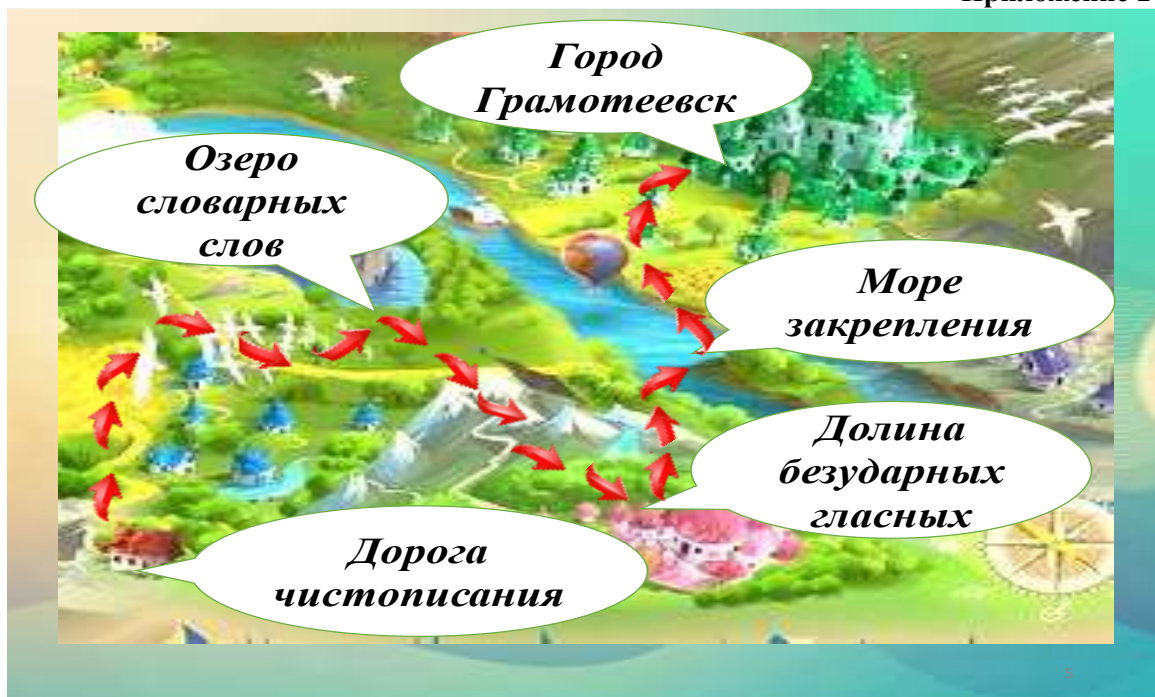 Город
Грамотеевск
Озеро
словарных
слов
Море
закрепления
Долина
безударных
гласных
Дорога
чистописания